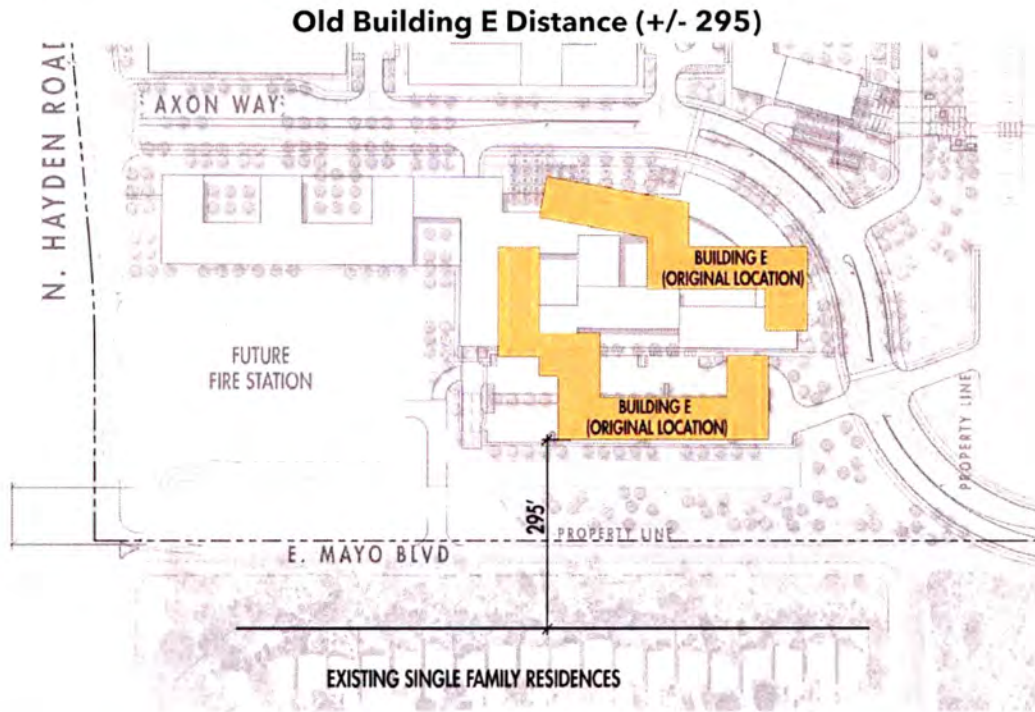 Old Building E Distance (+/- 295)
N. HAYDEN ROAD
AXON WAY
BUILDING E
(ORIGINAL LOCATION)
FUTURE
FIRE STATION
BUILDING E
(ORIGINAL LOCATION)
PROPERTY LINE
295'
PROPERTY LINE
E. MAYO BLVD
EXISTING SINGLE FAMILY RESIDENCES